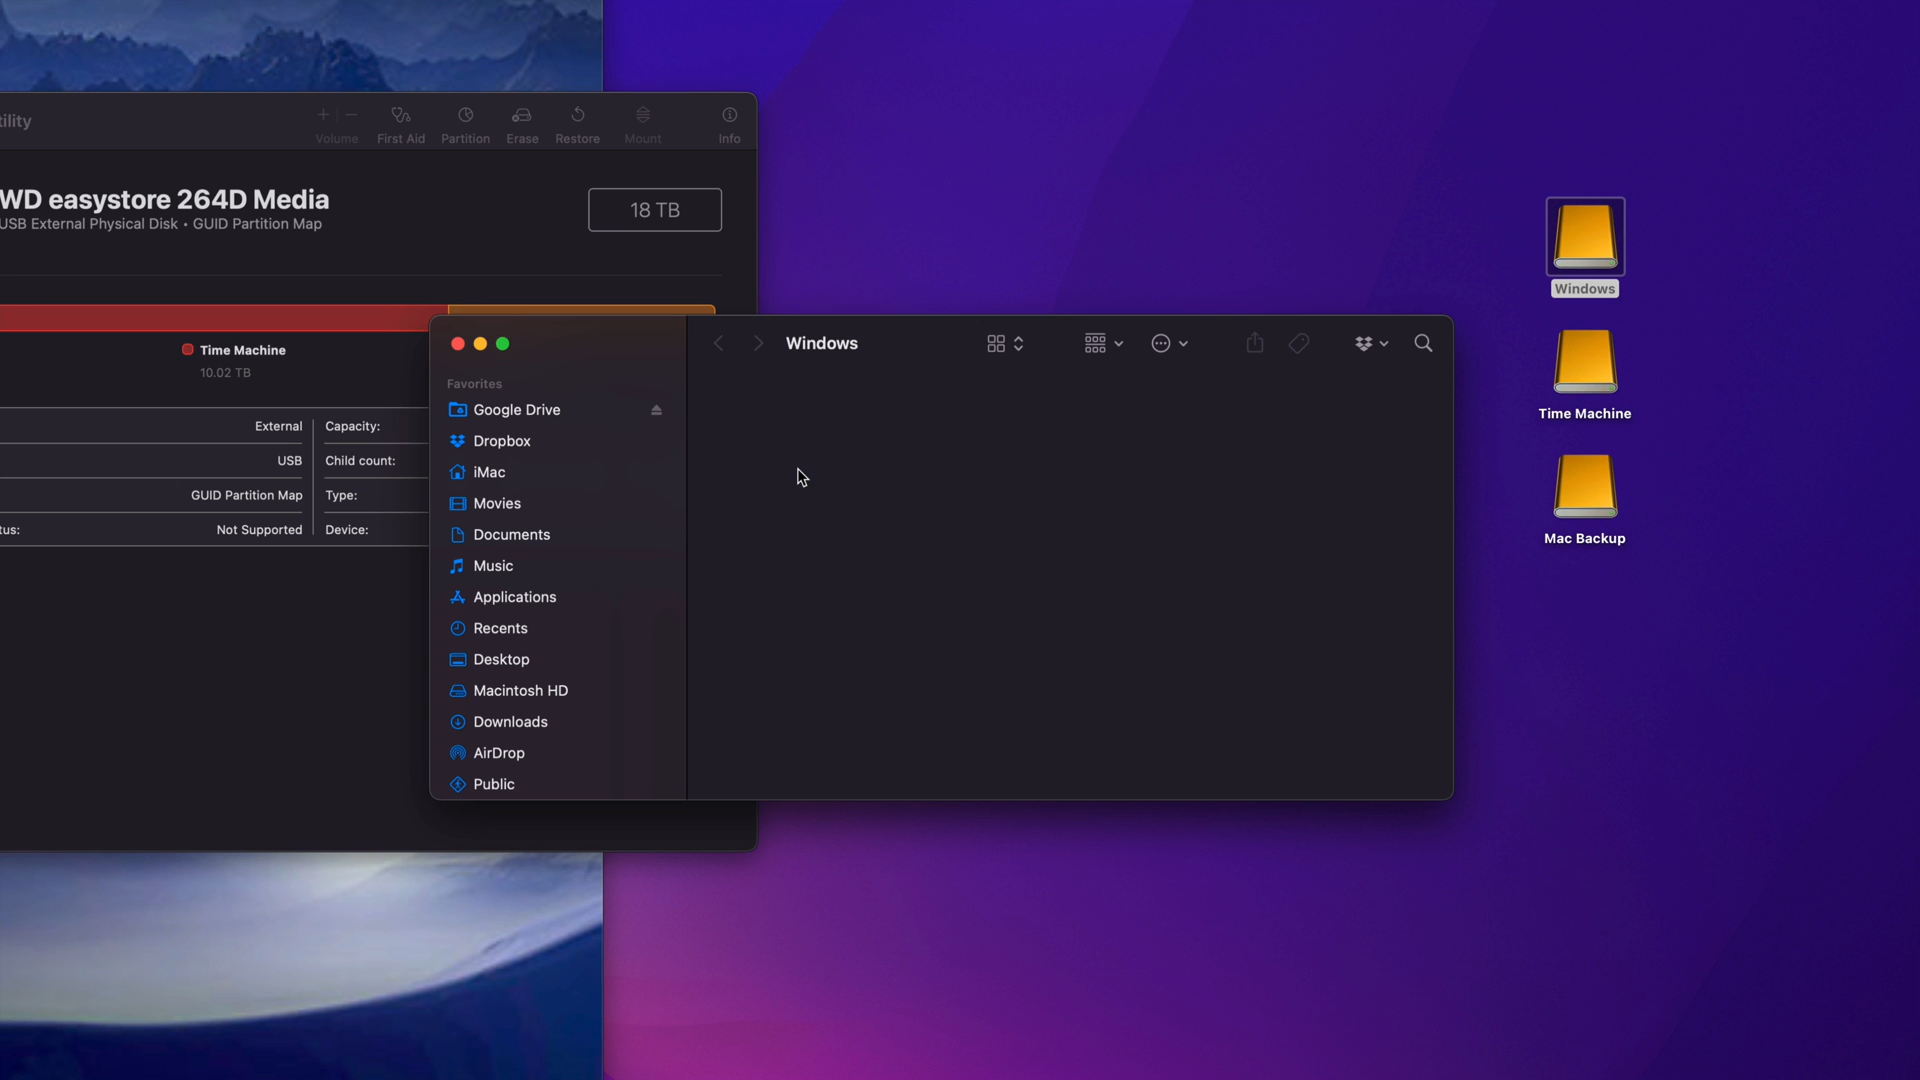 tility
Volume
First Aid
Partition
Erase
Restore
Mount
Info
WD easystore 264D Media
USB External Physical Disk • GUID Partition Map
18 TB
Time Machine
10.02 TB
External
Capacity:
USB
Child count:
GUID Partition Map
Type:
tus:
Not Supported
Device:
Windows
Favorites
Google Drive
Dropbox
iMac
Movies
Documents
Music
Applications
Recents
Desktop
Macintosh HD
Downloads
AirDrop
Public
Windows
Time Machine
Mac Backup